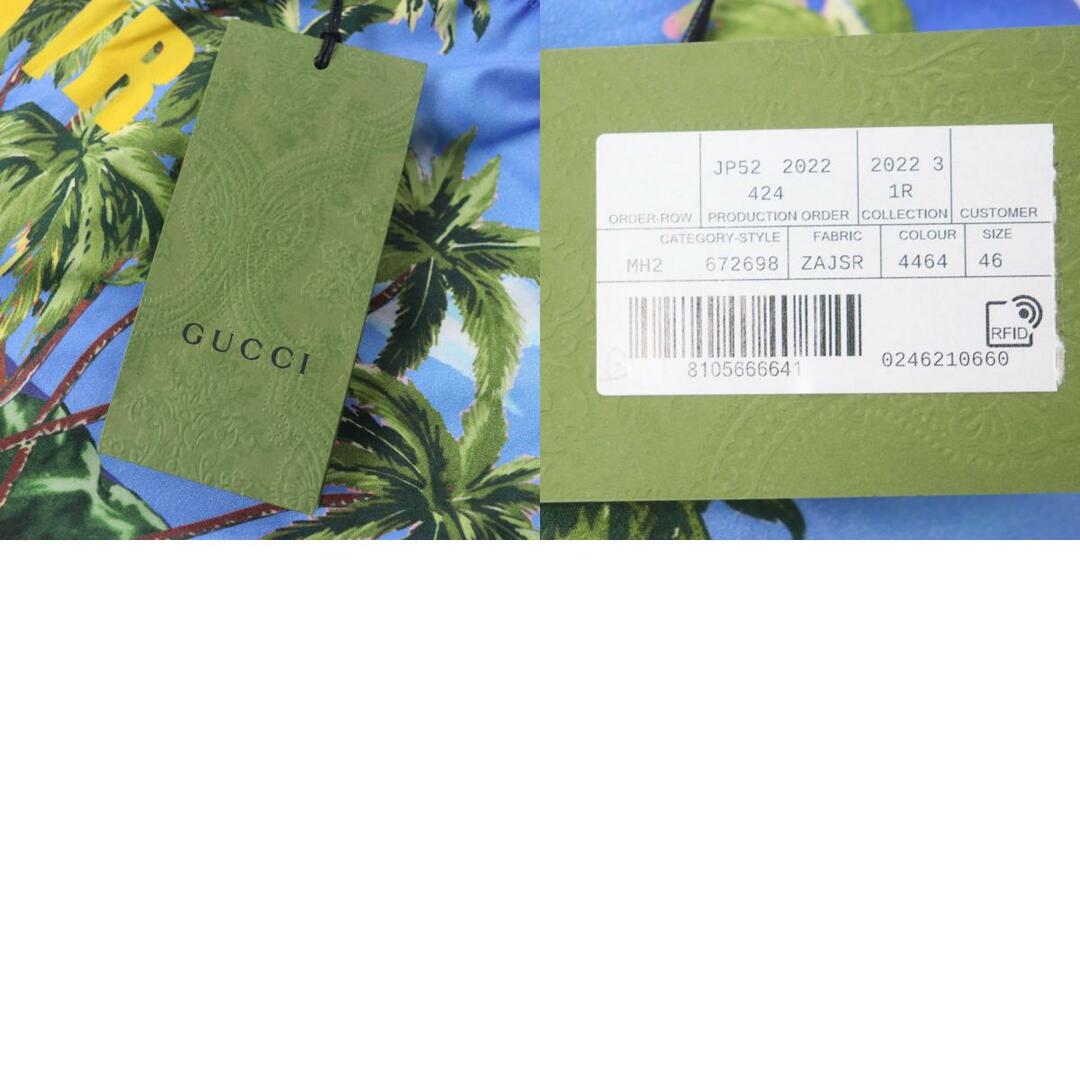 GUCCI
JP52 2022 2022 3
424 1R
ORDER-ROW PRODUCTION ORDER COLLECTION CUSTOMER
CATEGORY-STYLE FABRIC COLOUR SIZE
MH2 672698 ZAJSR 4464 46
RFID
8105666641 0246210660